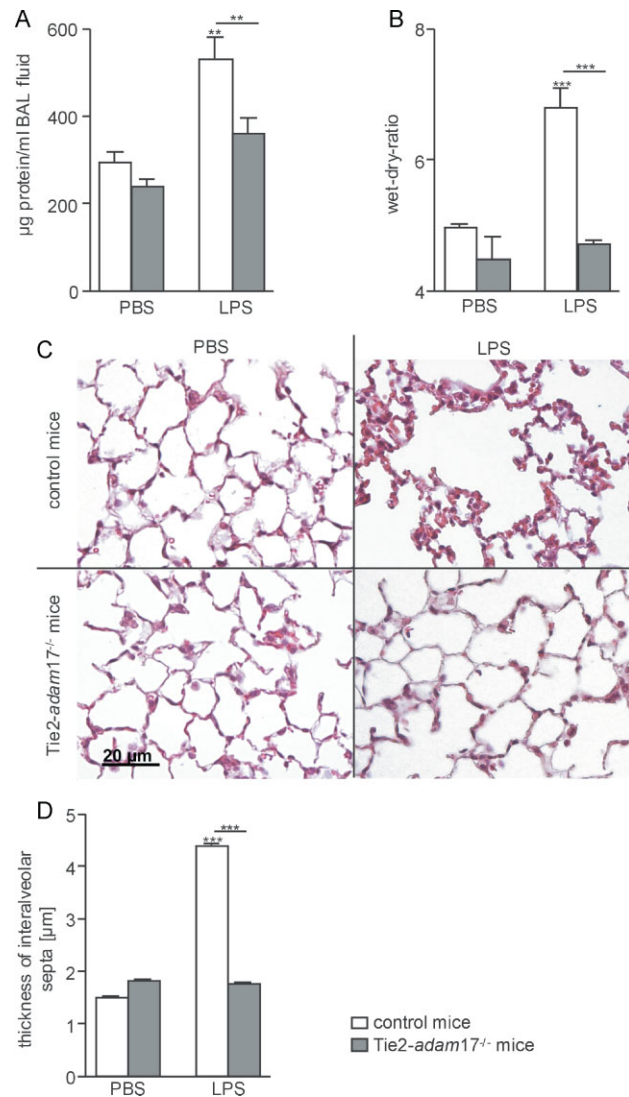 A
µg protein/ml BAL fluid
600
400
200
0
**
**
PBS
LPS
B
wet-dry-ratio
8
6
4
***
***
PBS
LPS
C
PBS
LPS
control mice
Tie2-adam17-/- mice
20 µm
D
thickness of interalveolar
septa [µm]
5
4
3
2
1
0
***
***
PBS
LPS
control mice
Tie2-adam17-/- mice